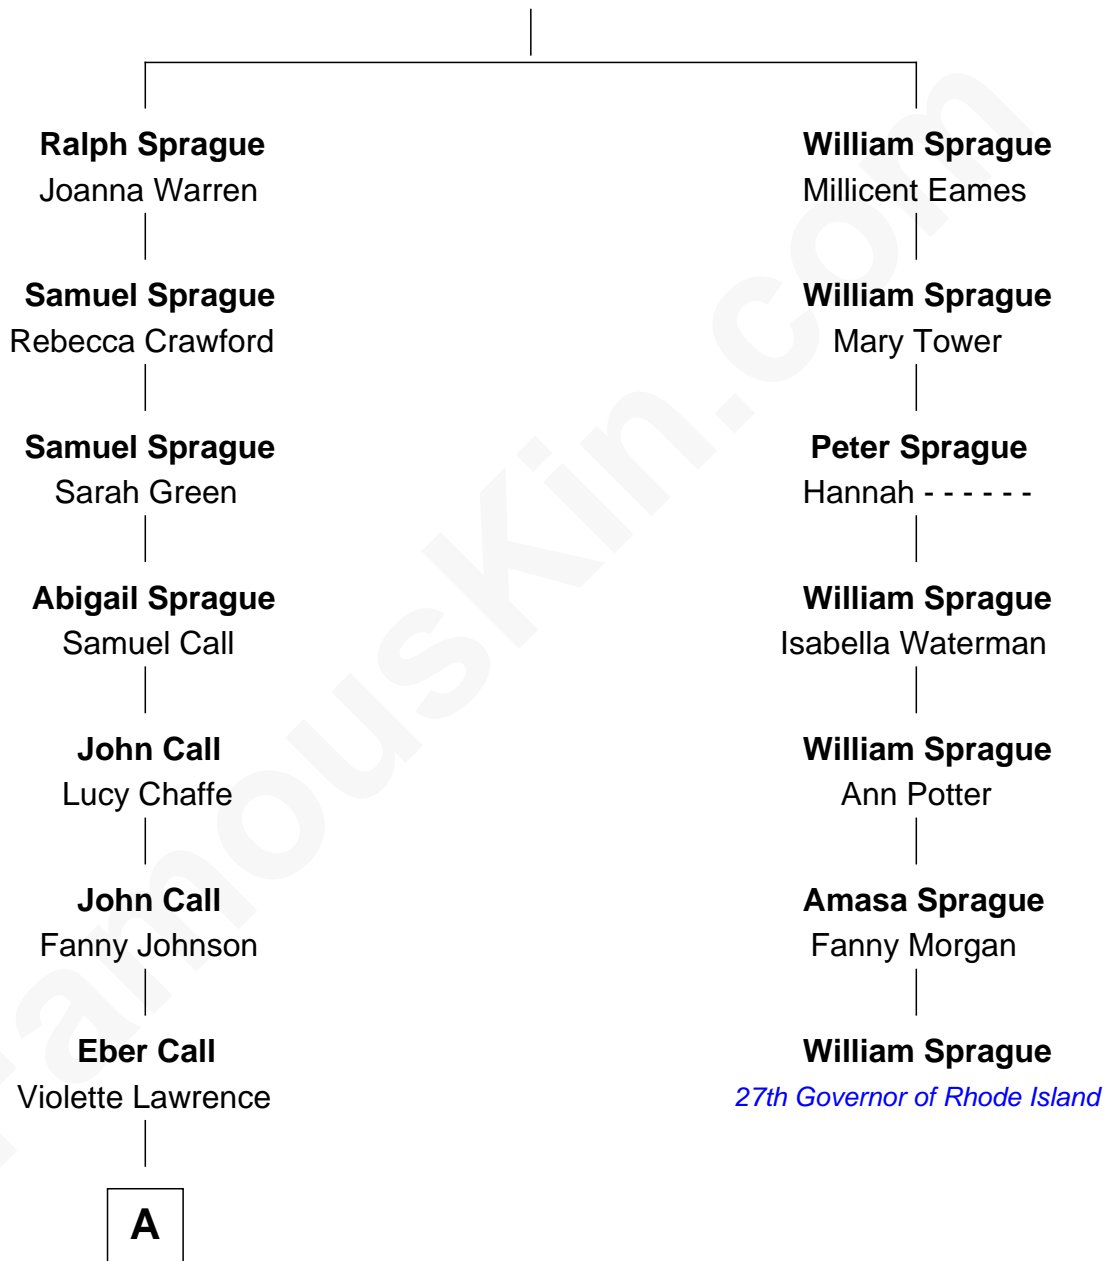 Ralph Sprague
Joanna Warren
Samuel Sprague
Rebecca Crawford
Samuel Sprague
Sarah Green
Abigail Sprague
Samuel Call
John Call
Lucy Chaffe
John Call
Fanny Johnson
Eber Call
Violette Lawrence
A
William Sprague
Millicent Eames
William Sprague
Mary Tower
Peter Sprague
Hannah - - - - - -
William Sprague
Isabella Waterman
William Sprague
Ann Potter
Amasa Sprague
Fanny Morgan
William Sprague
27th Governor of Rhode Island
FamousKin.com